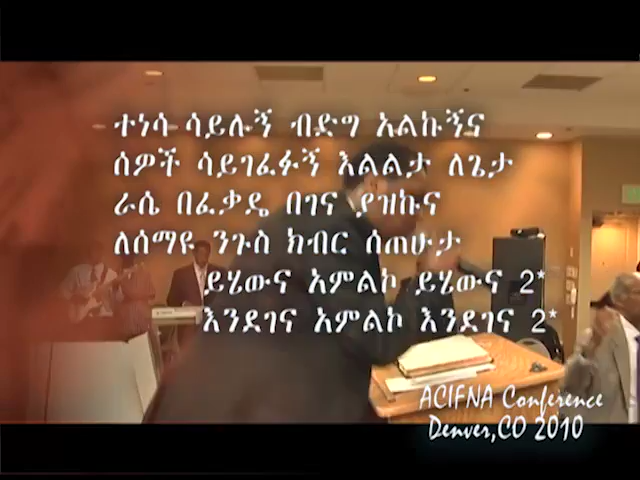 ተነሳ ሳይሉኝ ብድግ አልኩኝና
ሰዎች ሳይገፈፉኝ እልልታ ለጌታ
ራሴ በፈቃዴ በገና ያዝኩና
ለሰማዩ ንጉስ ክብር ሰጠሁታ
ይሄውና አምልኮ ይሄውና 2*
እንደገና አምልኮ እንደገና 2*
ACIFNA Conference
Denver,CO 2010